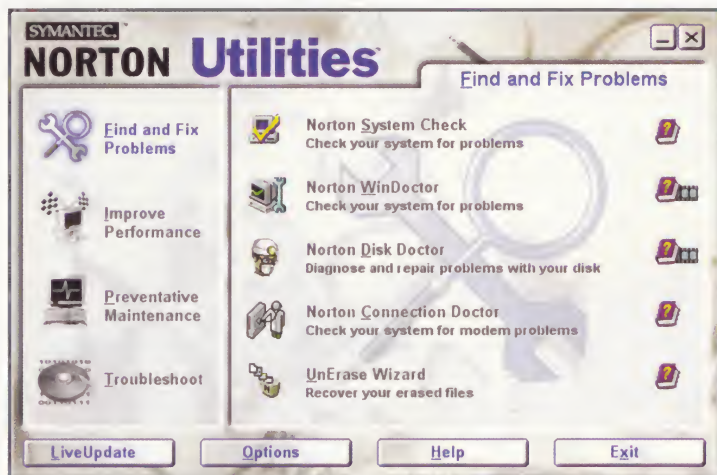 SYMANTEC.
NORTON Utilities
Find and Fix Problems
Find and Fix
Problems
Improve
Performance
Preventative
Maintenance
Troubleshoot
Norton System Check
Check your system for problems
Norton WinDoctor
Check your system for problems
Norton Disk Doctor
Diagnose and repair problems with your disk
Norton Connection Doctor
Check your system for modem problems
UnErase Wizard
Recover your erased files
LiveUpdate
Options
Help
Exit